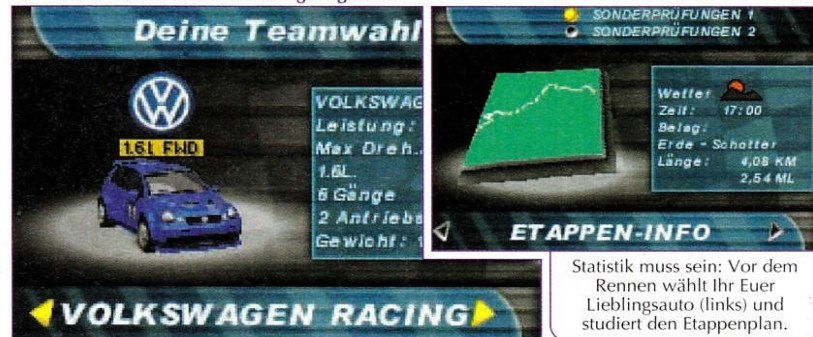 Deine Teamwahl
1.6L FWD
VOLKSWAG
Leistung:
Max Dreh.
1.6L.
6 Gänge
2 Antriebs
Gewicht:
VOLKSWAGEN RACING
SONDERPRÜFUNGEN 1
SONDERPRÜFUNGEN 2
Wetter
Zeit: 17:00
Belag:
Erde - Schotter
Länge: 4,08 KM
2,54 ML
ETAPPEN-INFO
Statistik muss sein: Vor dem
Rennen wählt Ihr Euer
Lieblingsauto (links) und
studiert den Etappenplan.